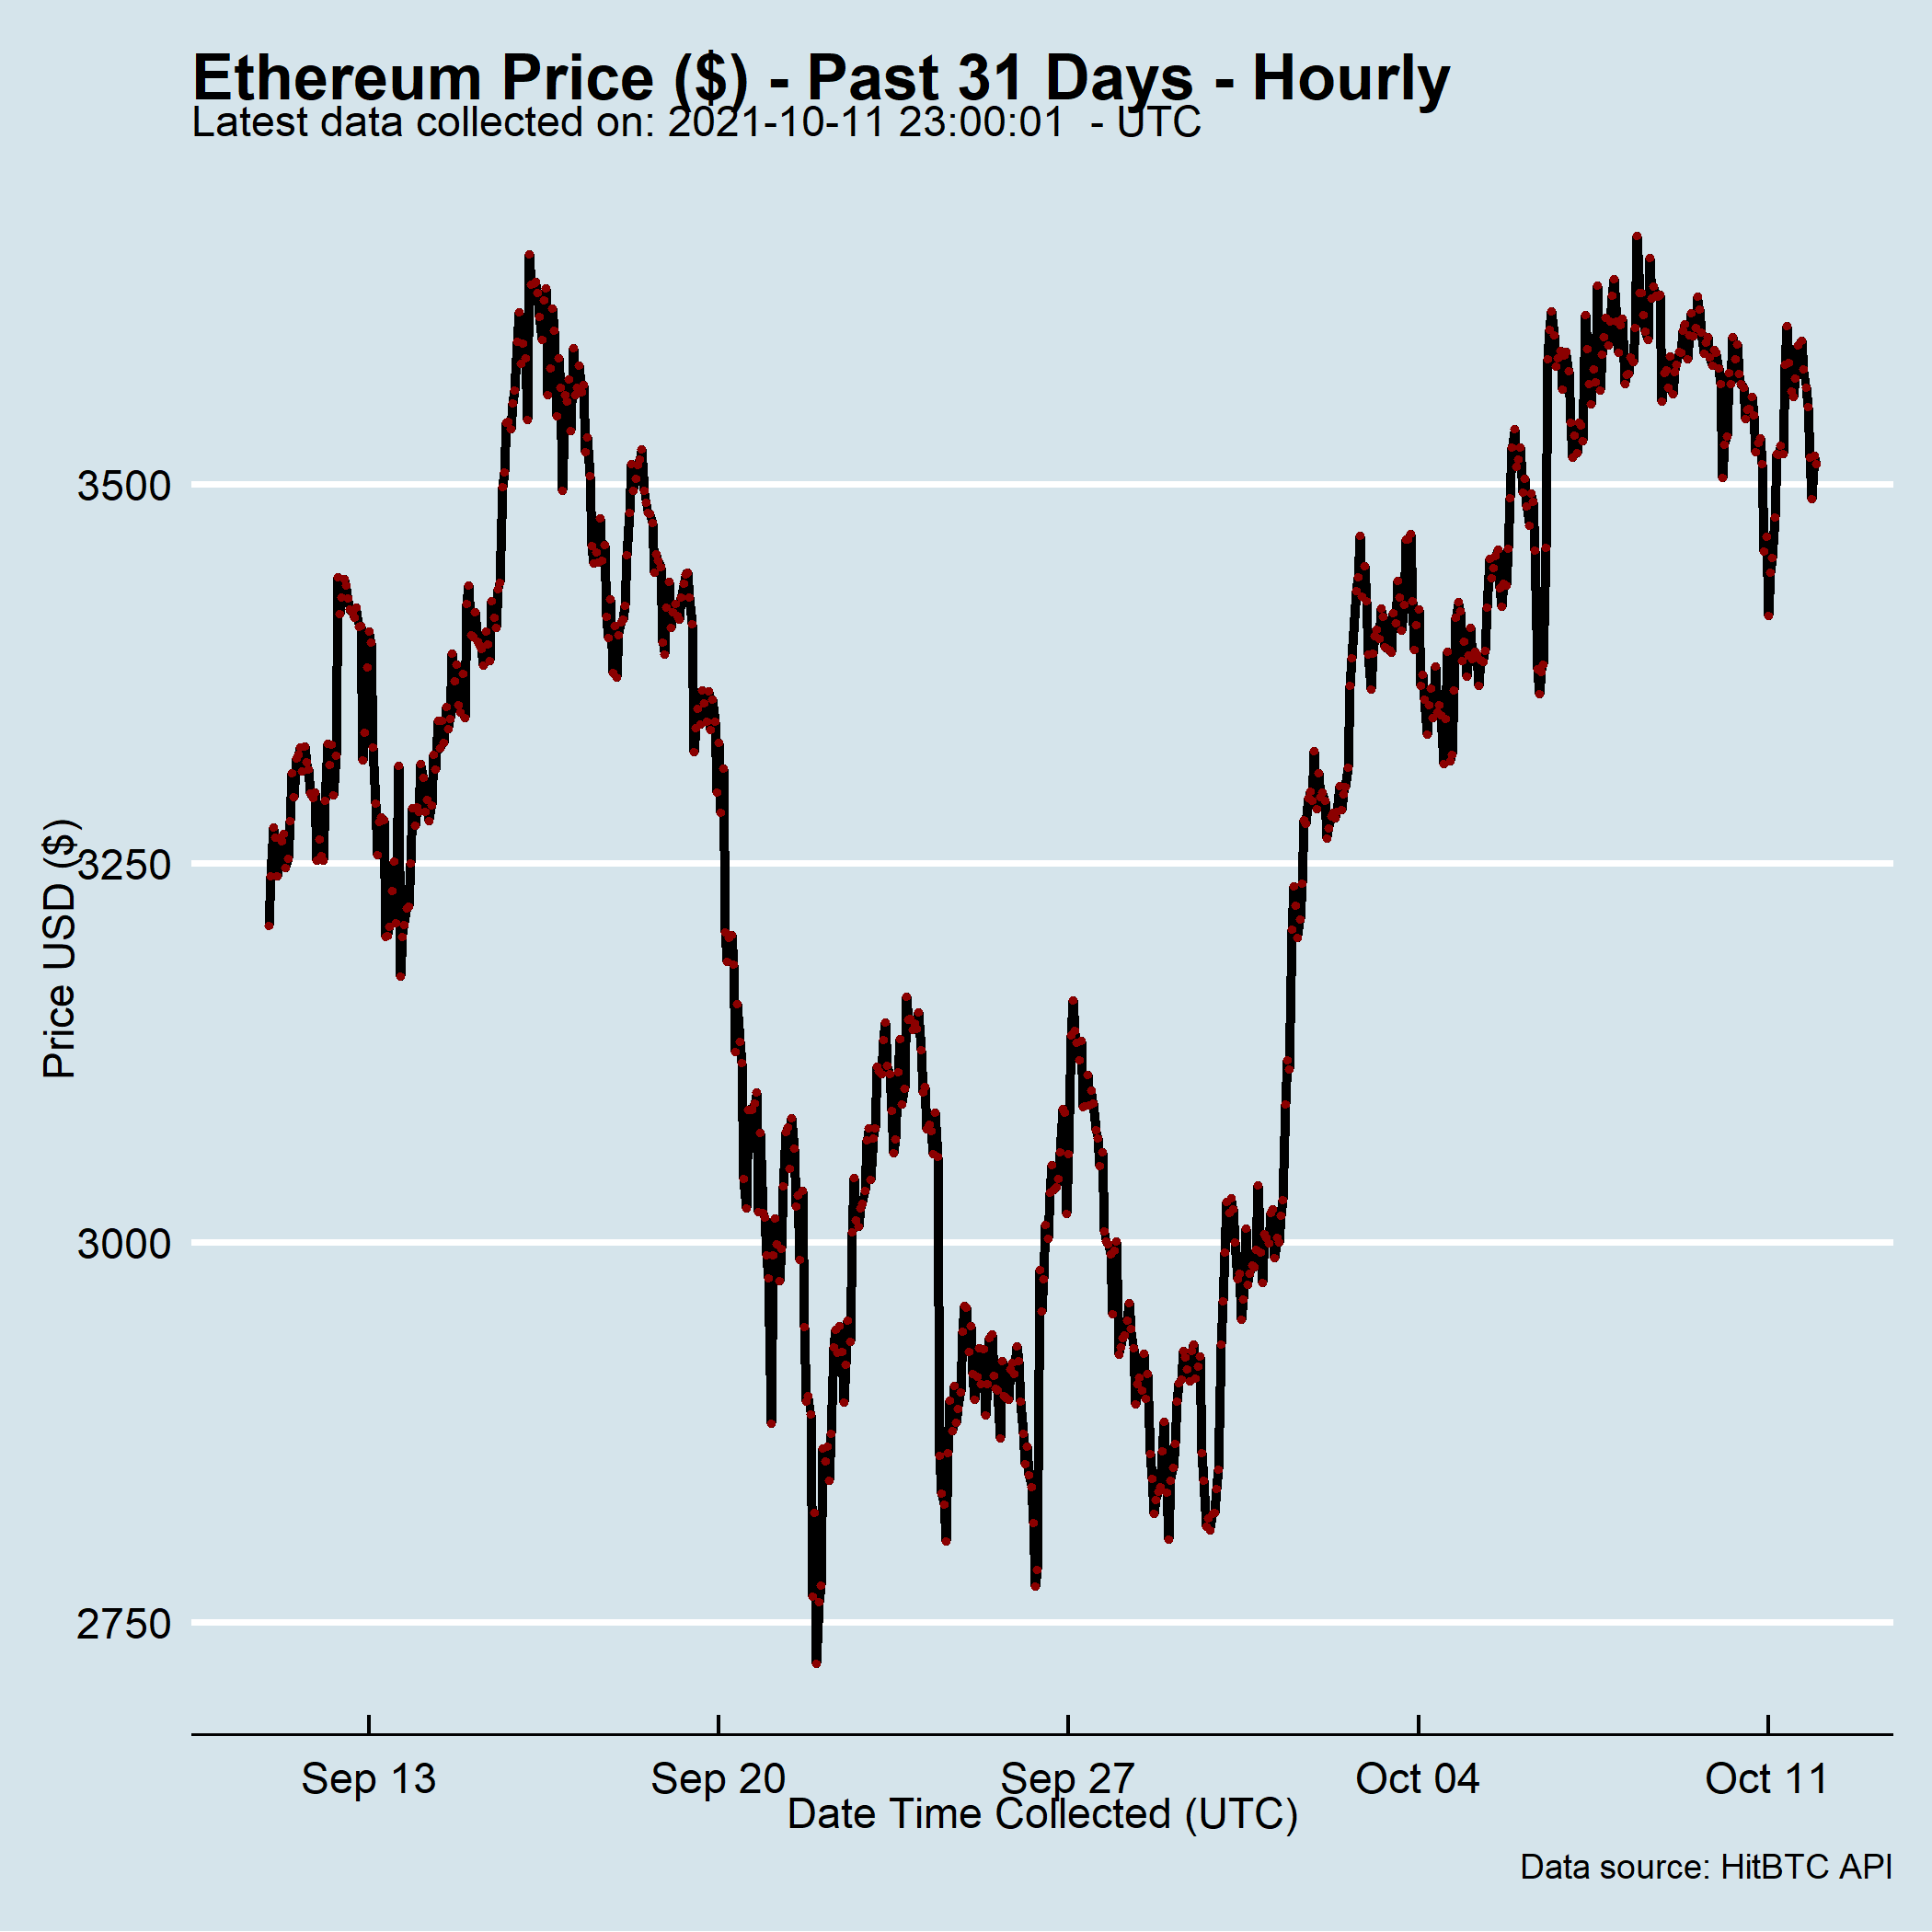 Ethereum Price ($) - Past 31 Days - Hourly
Latest data collected on: 2021-10-11 23:00:01  - UTC
Price USD ($)
3500
3250
3000
2750
Sep 13
Sep 20
Sep 27
Oct 04
Oct 11
Date Time Collected (UTC)
Data source: HitBTC API